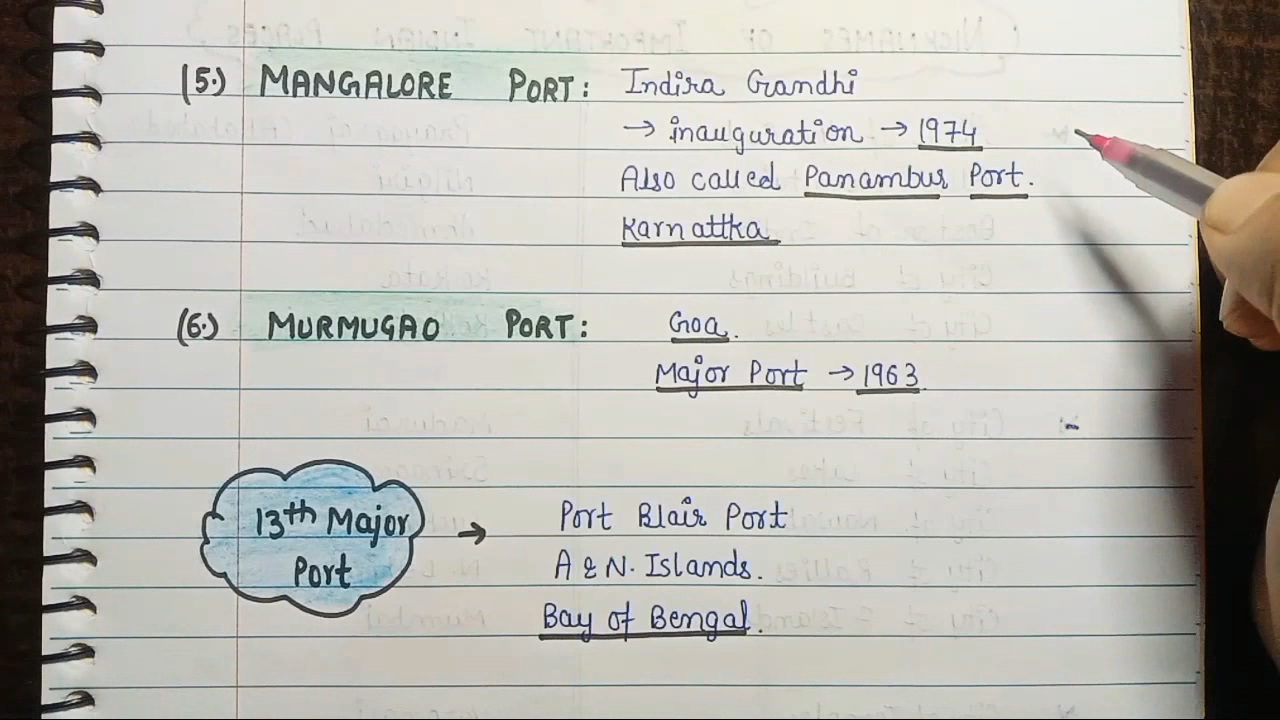 (5.) MANGALORE PORT: Indira Gandhi
→ inauguration → 1974
Also called Panambur Port.
Karnattka
(6.) MURMUGAO PORT: Goa.
Major Port → 1963.
13th Major Port → Port Blair Port
A & N. Islands.
Bay of Bengal.